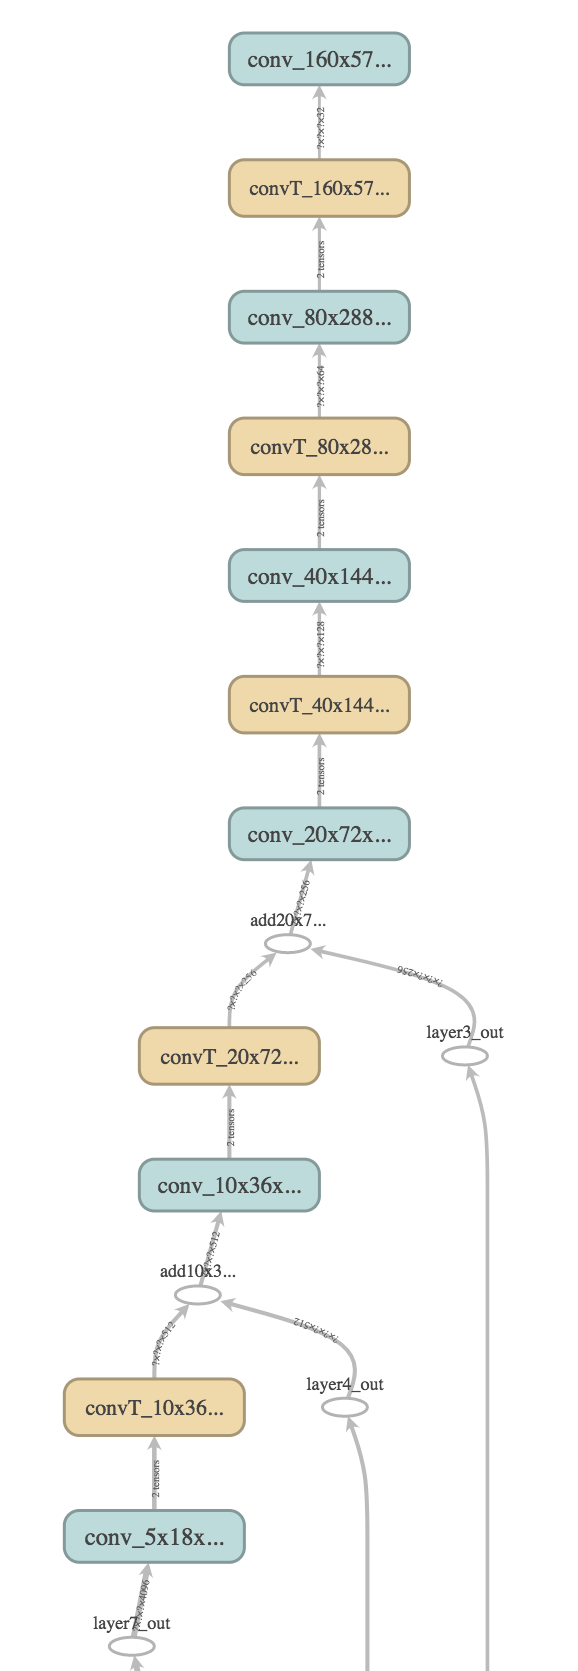 conv_160x57...
?x?x?x32
convT_160x57...
2 tensors
conv_80x288...
?x?x?x64
convT_80x28...
2 tensors
conv_40x144...
?x?x?x128
convT_40x144...
2 tensors
conv_20x72x...
?x?x?x256
add20x7...
?x?x?x256
?x?x?x256
layer3_out
convT_20x72...
2 tensors
conv_10x36x...
?x?x?x512
add10x3...
?x?x?x512
?x?x?x512
layer4_out
convT_10x36...
2 tensors
conv_5x18x...
?x?x?x4096
layer7_out